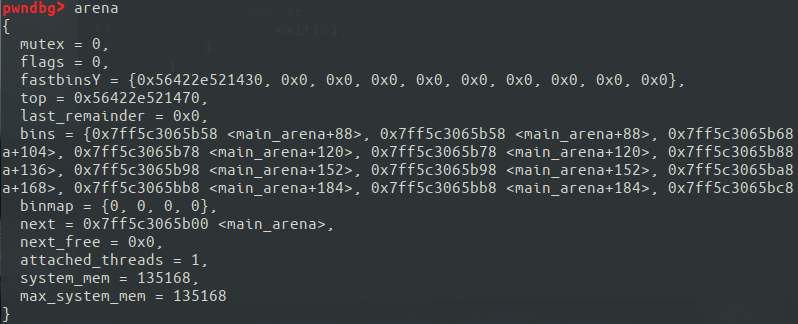 pwndbg> arena
{
  mutex = 0,
  flags = 0,
  fastbinsY = {0x56422e521430, 0x0, 0x0, 0x0, 0x0, 0x0, 0x0, 0x0, 0x0, 0x0},
  top = 0x56422e521470,
  last_remainder = 0x0,
  bins = {0x7ff5c3065b58 <main_arena+88>, 0x7ff5c3065b58 <main_arena+88>, 0x7ff5c3065b68
a+104>, 0x7ff5c3065b78 <main_arena+120>, 0x7ff5c3065b78 <main_arena+120>, 0x7ff5c3065b88
a+136>, 0x7ff5c3065b98 <main_arena+152>, 0x7ff5c3065b98 <main_arena+152>, 0x7ff5c3065ba8
a+168>, 0x7ff5c3065bb8 <main_arena+184>, 0x7ff5c3065bb8 <main_arena+184>, 0x7ff5c3065bc8
  binmap = {0, 0, 0, 0},
  next = 0x7ff5c3065b00 <main_arena>,
  next_free = 0x0,
  attached_threads = 1,
  system_mem = 135168,
  max_system_mem = 135168
}